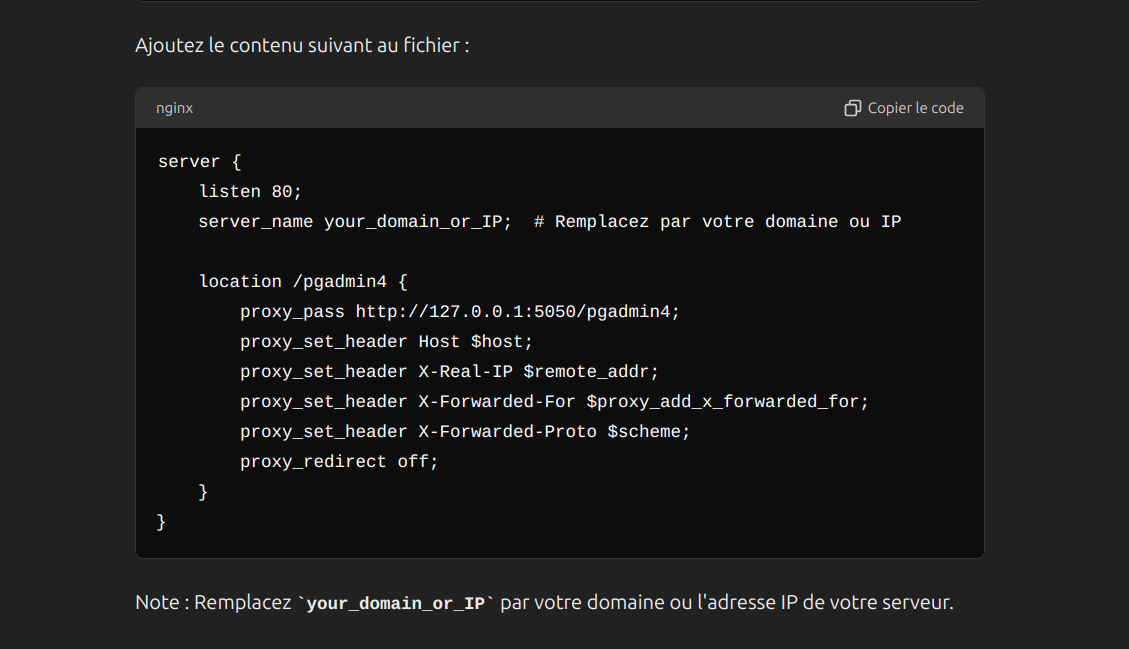 Ajoutez le contenu suivant au fichier :
nginx
Copier le code
server {
    listen 80;
    server_name your_domain_or_IP;  # Remplacez par votre domaine ou IP

    location /pgadmin4 {
        proxy_pass http://127.0.0.1:5050/pgadmin4;
        proxy_set_header Host $host;
        proxy_set_header X-Real-IP $remote_addr;
        proxy_set_header X-Forwarded-For $proxy_add_x_forwarded_for;
        proxy_set_header X-Forwarded-Proto $scheme;
        proxy_redirect off;
    }
}
Note : Remplacez `your_domain_or_IP` par votre domaine ou l'adresse IP de votre serveur.